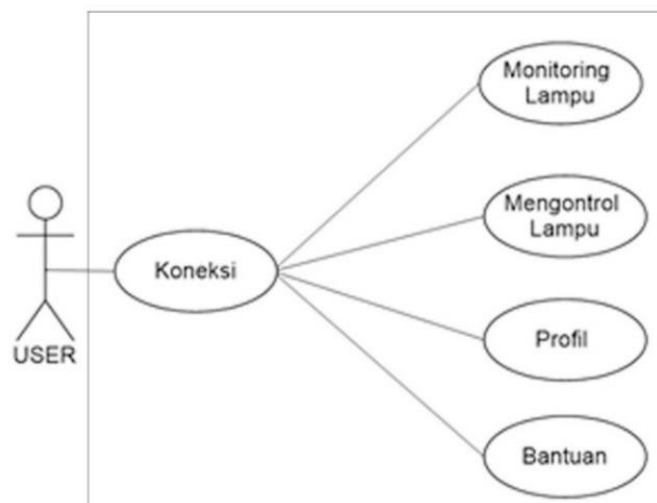 Monitoring
Lampu
Mengontrol
Lampu
Koneksi
Profil
USER
Bantuan